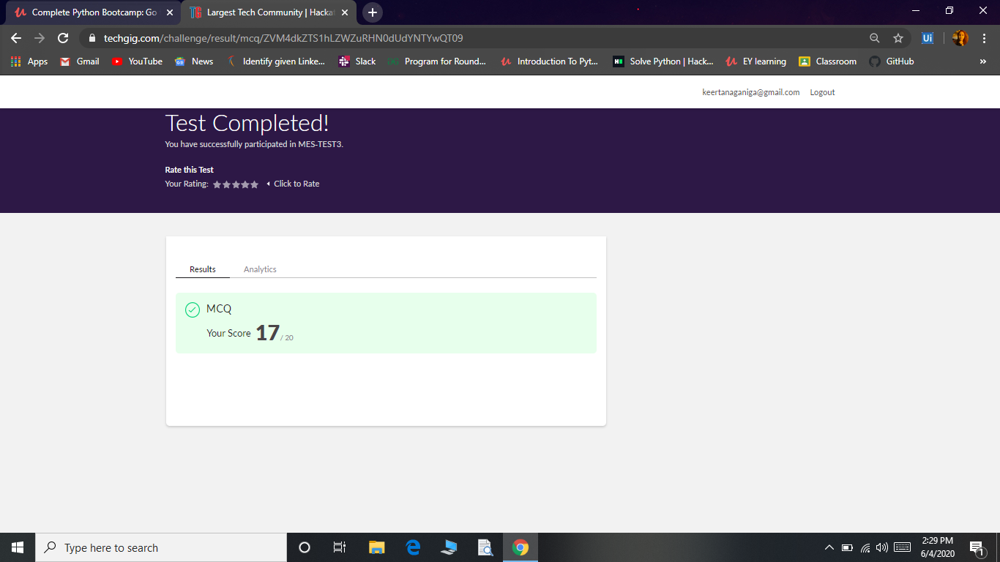 Complete Python Bootcamp: Go
Largest Tech Community | Hackat
techgig.com/challenge/result/mcq/ZVM4dkZTS1hLZWZuRHN0dUdYNTYwQT09
Ui
Apps Gmail YouTube News Identify given Linke... Slack Program for Round... Introduction To Pyt... Solve Python | Hack... EY learning Classroom GitHub »
keertanaganiga@gmail.com Logout
Test Completed!
You have successfully participated in MES-TEST3.
Rate this Test
Your Rating: Click to Rate
Results Analytics
MCQ
Your Score 17 / 20
Type here to search
2:29 PM
6/4/2020
1